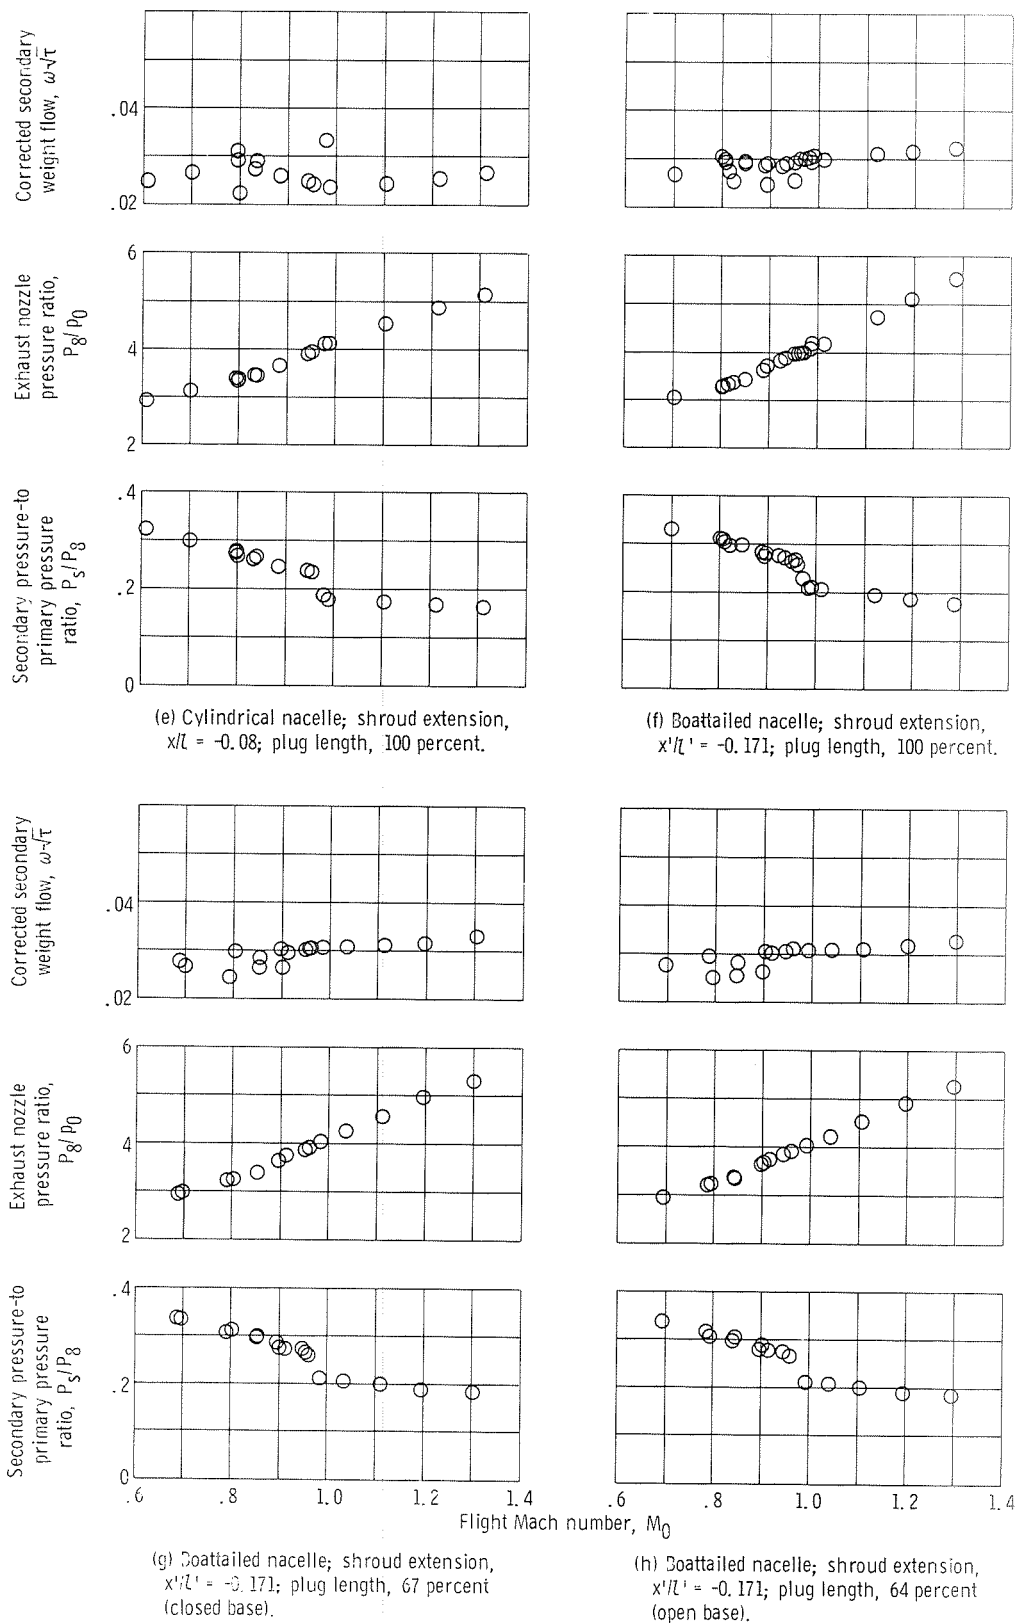 Corrected secondary
weight flow, ω√τ
.04
.02
Exhaust nozzle
pressure ratio,
P8/p0
6
4
2
Secondary pressure-to
primary pressure
ratio, Ps/P8
.4
.2
0
(e) Cylindrical nacelle; shroud extension,
x/l = -0.08; plug length, 100 percent.
(f) Boattailed nacelle; shroud extension,
x'/l' = -0.171; plug length, 100 percent.
Corrected secondary
weight flow, ω√τ
.04
.02
Exhaust nozzle
pressure ratio,
P8/p0
6
4
2
Secondary pressure-to
primary pressure
ratio, Ps/P8
.4
.2
0
.6 .8 1.0 1.2 1.4
.6 .8 1.0 1.2 1.4
Flight Mach number, M0
(g) Boattailed nacelle; shroud extension,
x'/l' = -0.171; plug length, 67 percent
(closed base).
(h) Boattailed nacelle; shroud extension,
x'/l' = -0.171; plug length, 64 percent
(open base).